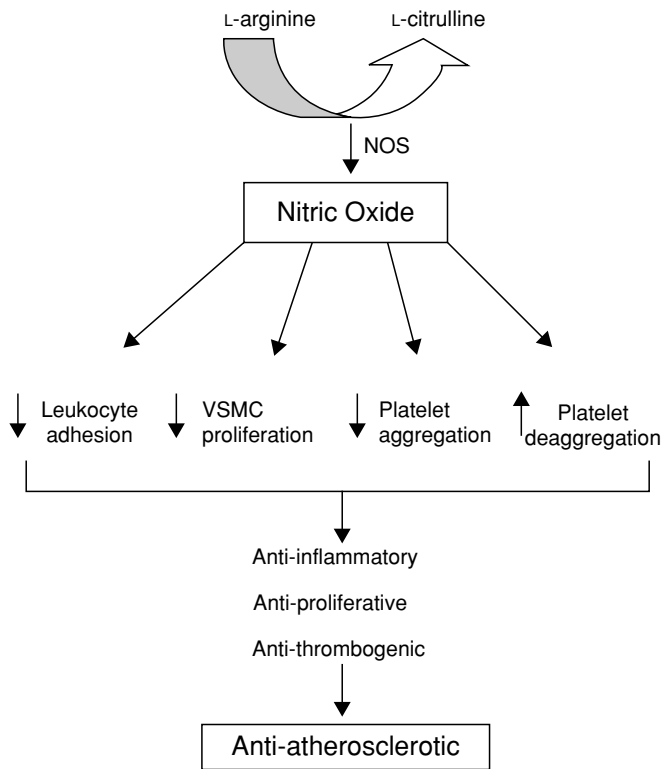 L-arginine
L-citrulline
NOS
Nitric Oxide
Leukocyte
adhesion
VSMC
proliferation
Platelet
aggregation
Platelet
deaggregation
Anti-inflammatory
Anti-proliferative
Anti-thrombogenic
Anti-atherosclerotic